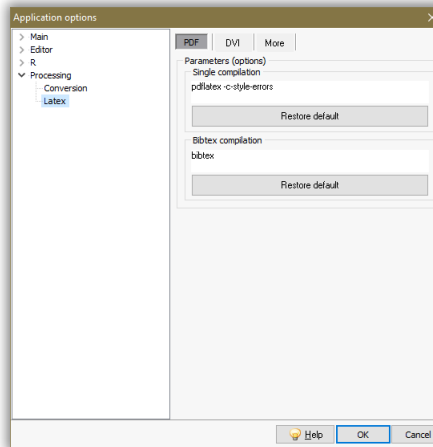 Application options
Main
Editor
R
Processing
Conversion
Latex
PDF DVI More
Parameters (options)
Single compilation
pdflatex -c-style-errors
Restore default
Bibtex compilation
bibtex
Restore default
Help OK Cancel